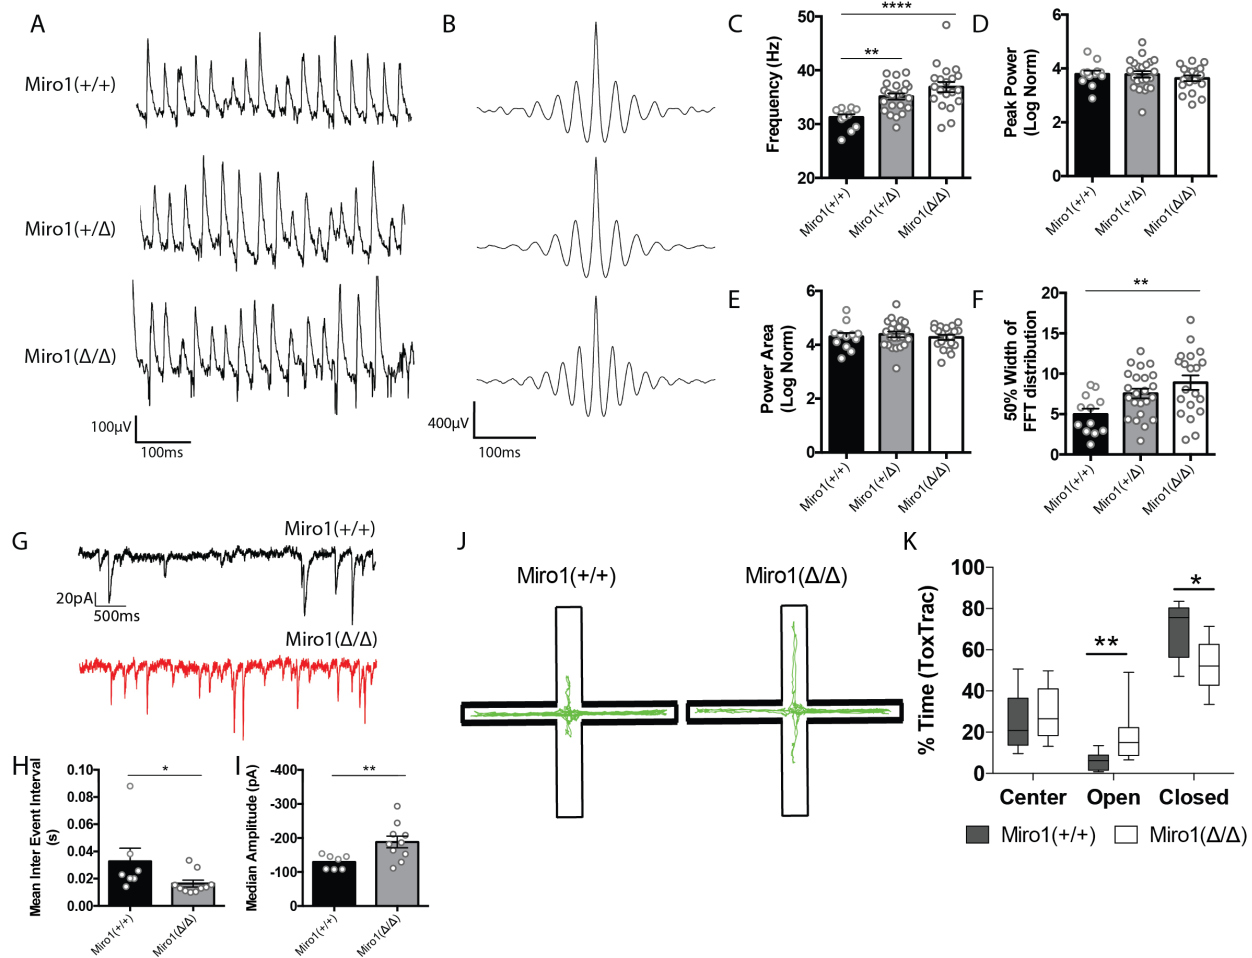 A
Miro1(+/+)
Miro1(+/Δ)
Miro1(Δ/Δ)
100µV
100ms
B
400µV
100ms
C
Frequency (Hz)
50
40
30
20
****
**
Miro1(+/+)
Miro1(+/Δ)
Miro1(Δ/Δ)
D
Peak Power
(Log Norm)
6
4
2
0
Miro1(+/+)
Miro1(+/Δ)
Miro1(Δ/Δ)
E
Power Area
(Log Norm)
6
4
2
0
Miro1(+/+)
Miro1(+/Δ)
Miro1(Δ/Δ)
F
50% Width of
FFT distribution
20
15
10
5
0
**
Miro1(+/+)
Miro1(+/Δ)
Miro1(Δ/Δ)
G
Miro1(+/+)
20pA
500ms
Miro1(Δ/Δ)
H
Mean Inter Event Interval
(s)
0.10
0.08
0.06
0.04
0.02
0.00
*
Miro1(+/+)
Miro1(Δ/Δ)
I
Median Amplitude (pA)
-400
-300
-200
-100
0
**
Miro1(+/+)
Miro1(Δ/Δ)
J
Miro1(+/+)
Miro1(Δ/Δ)
K
% Time (ToxTrac)
100
80
60
40
20
0
**
*
Center Open Closed
Miro1(+/+) Miro1(Δ/Δ)